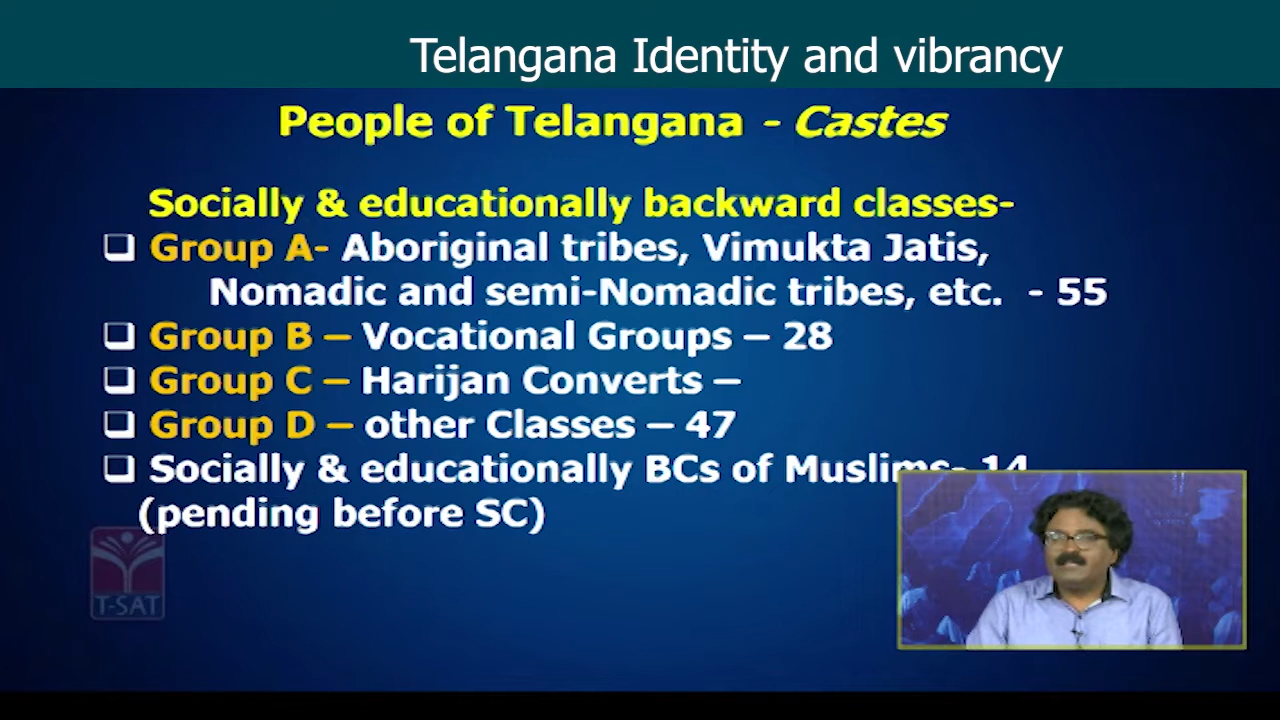 Telangana Identity and vibrancy
People of Telangana - Castes
Socially & educationally backward classes-
❑ Group A- Aboriginal tribes, Vimukta Jatis,
Nomadic and semi-Nomadic tribes, etc. - 55
❑ Group B – Vocational Groups – 28
❑ Group C – Harijan Converts –
❑ Group D – other Classes – 47
❑ Socially & educationally BCs of Muslims- 14
(pending before SC)
T-SAT